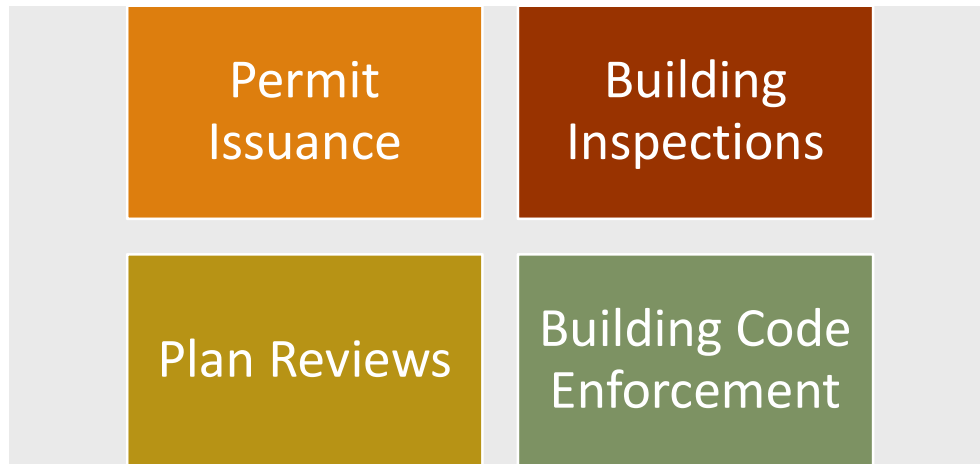 Permit
Issuance
Building
Inspections
Plan Reviews
Building Code
Enforcement